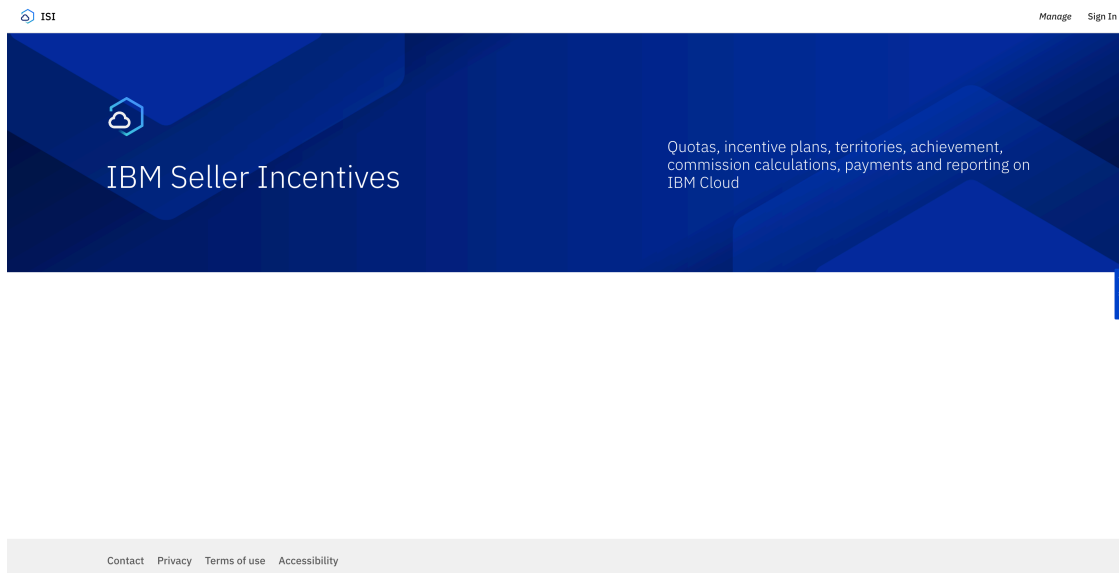 ISI
Manage Sign In
IBM Seller Incentives
Quotas, incentive plans, territories, achievement,
commission calculations, payments and reporting on
IBM Cloud
Contact Privacy Terms of use Accessibility